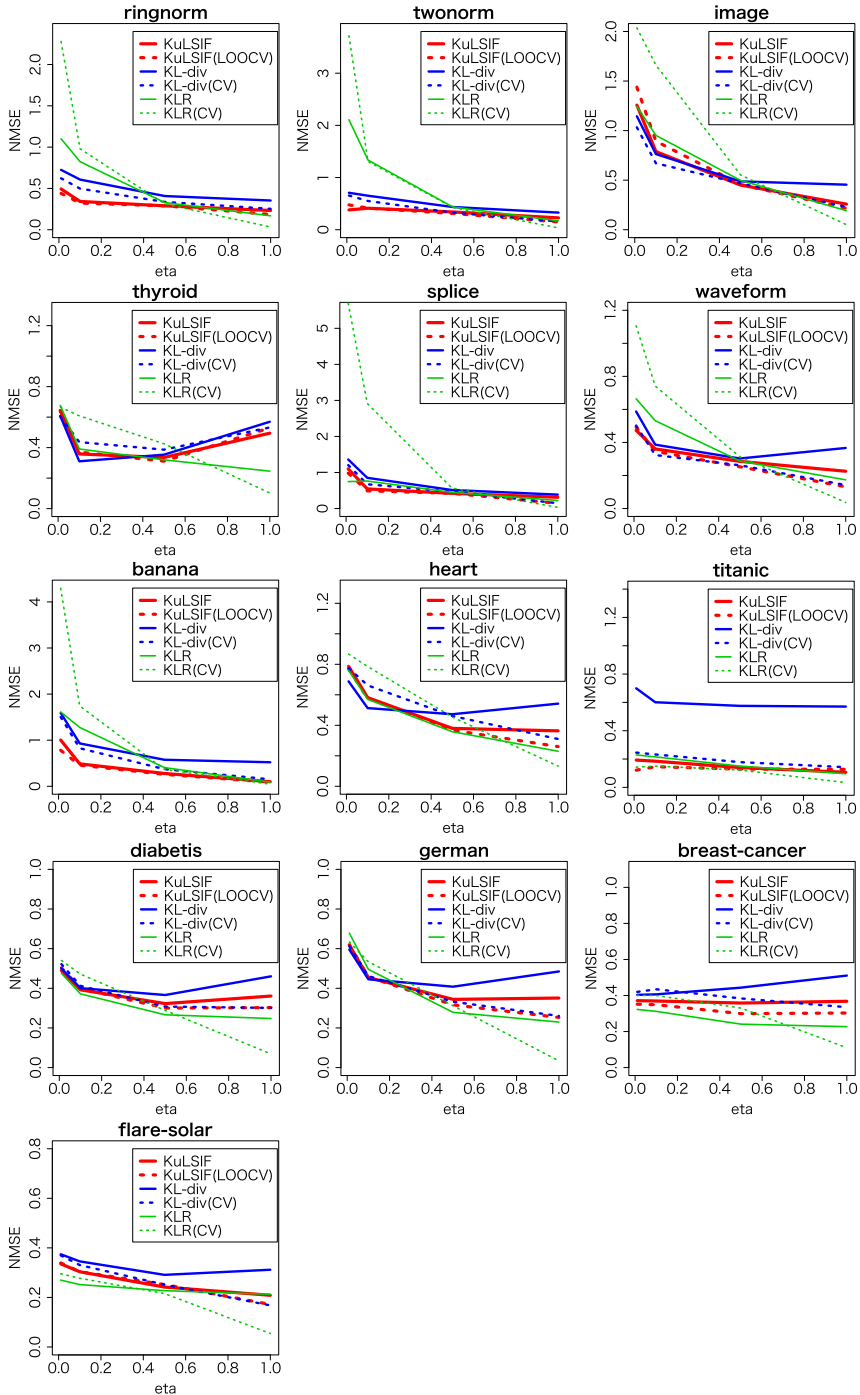 ringnorm
NMSE
0.0 0.5 1.0 1.5 2.0
KuLSIF
KuLSIF(LOOCV)
KL-div
KL-div(CV)
KLR
KLR(CV)
0.0 0.2 0.4 0.6 0.8 1.0
eta
twonorm
NMSE
0 1 2 3
KuLSIF
KuLSIF(LOOCV)
KL-div
KL-div(CV)
KLR
KLR(CV)
0.0 0.2 0.4 0.6 0.8 1.0
eta
image
NMSE
0.0 0.5 1.0 1.5 2.0
KuLSIF
KuLSIF(LOOCV)
KL-div
KL-div(CV)
KLR
KLR(CV)
0.0 0.2 0.4 0.6 0.8 1.0
eta
thyroid
NMSE
0.0 0.4 0.8 1.2
KuLSIF
KuLSIF(LOOCV)
KL-div
KL-div(CV)
KLR
KLR(CV)
0.0 0.2 0.4 0.6 0.8 1.0
eta
splice
NMSE
0 1 2 3 4 5
KuLSIF
KuLSIF(LOOCV)
KL-div
KL-div(CV)
KLR
KLR(CV)
0.0 0.2 0.4 0.6 0.8 1.0
eta
waveform
NMSE
0.0 0.4 0.8 1.2
KuLSIF
KuLSIF(LOOCV)
KL-div
KL-div(CV)
KLR
KLR(CV)
0.0 0.2 0.4 0.6 0.8 1.0
eta
banana
NMSE
0 1 2 3 4
KuLSIF
KuLSIF(LOOCV)
KL-div
KL-div(CV)
KLR
KLR(CV)
0.0 0.2 0.4 0.6 0.8 1.0
eta
heart
NMSE
0.0 0.4 0.8 1.2
KuLSIF
KuLSIF(LOOCV)
KL-div
KL-div(CV)
KLR
KLR(CV)
0.0 0.2 0.4 0.6 0.8 1.0
eta
titanic
NMSE
0.0 0.4 0.8 1.2
KuLSIF
KuLSIF(LOOCV)
KL-div
KL-div(CV)
KLR
KLR(CV)
0.0 0.2 0.4 0.6 0.8 1.0
eta
diabetis
NMSE
0.0 0.2 0.4 0.6 0.8 1.0
KuLSIF
KuLSIF(LOOCV)
KL-div
KL-div(CV)
KLR
KLR(CV)
0.0 0.2 0.4 0.6 0.8 1.0
eta
german
NMSE
0.0 0.2 0.4 0.6 0.8 1.0
KuLSIF
KuLSIF(LOOCV)
KL-div
KL-div(CV)
KLR
KLR(CV)
0.0 0.2 0.4 0.6 0.8 1.0
eta
breast-cancer
NMSE
0.0 0.2 0.4 0.6 0.8 1.0
KuLSIF
KuLSIF(LOOCV)
KL-div
KL-div(CV)
KLR
KLR(CV)
0.0 0.2 0.4 0.6 0.8 1.0
eta
flare-solar
NMSE
0.0 0.2 0.4 0.6 0.8
KuLSIF
KuLSIF(LOOCV)
KL-div
KL-div(CV)
KLR
KLR(CV)
0.0 0.2 0.4 0.6 0.8 1.0
eta